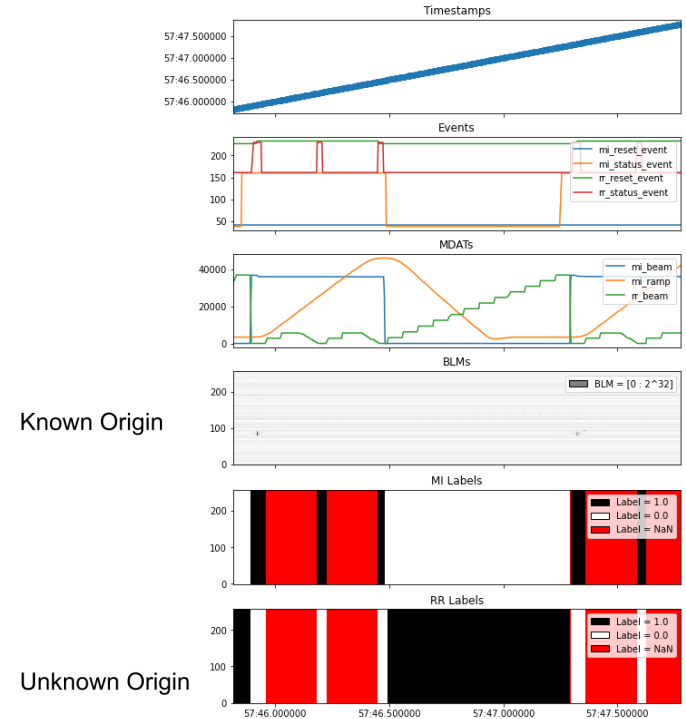 Timestamps
57:47.500000
57:47.000000
57:46.500000
57:46.000000
Events
200
150
100
50
mi_reset_event
mi_status_event
rr_reset_event
rr_status_event
MDATs
40000
20000
0
mi_beam
mi_ramp
rr_beam
BLMs
200
100
0
BLM = [0 : 2^32]
Known Origin
MI Labels
200
100
0
Label = 1.0
Label = 0.0
Label = NaN
RR Labels
200
100
0
Label = 1.0
Label = 0.0
Label = NaN
Unknown Origin
57:46.000000 57:46.500000 57:47.000000 57:47.500000